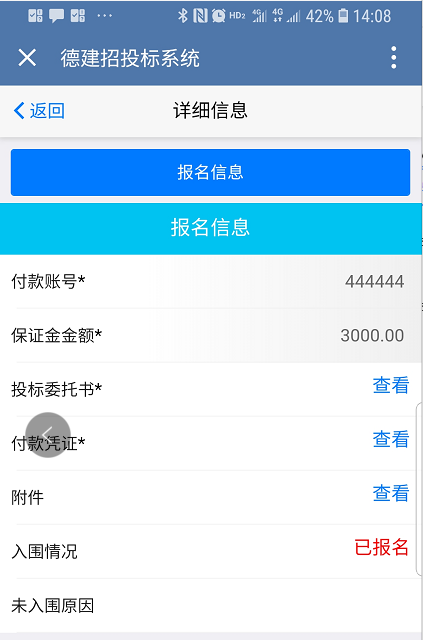 HD2 4G 4G 42% 14:08
德建招投标系统
返回 详细信息
报名信息
报名信息
付款账号* 444444
保证金金额* 3000.00
投标委托书* 查看
付款凭证* 查看
附件 查看
入围情况 已报名
未入围原因